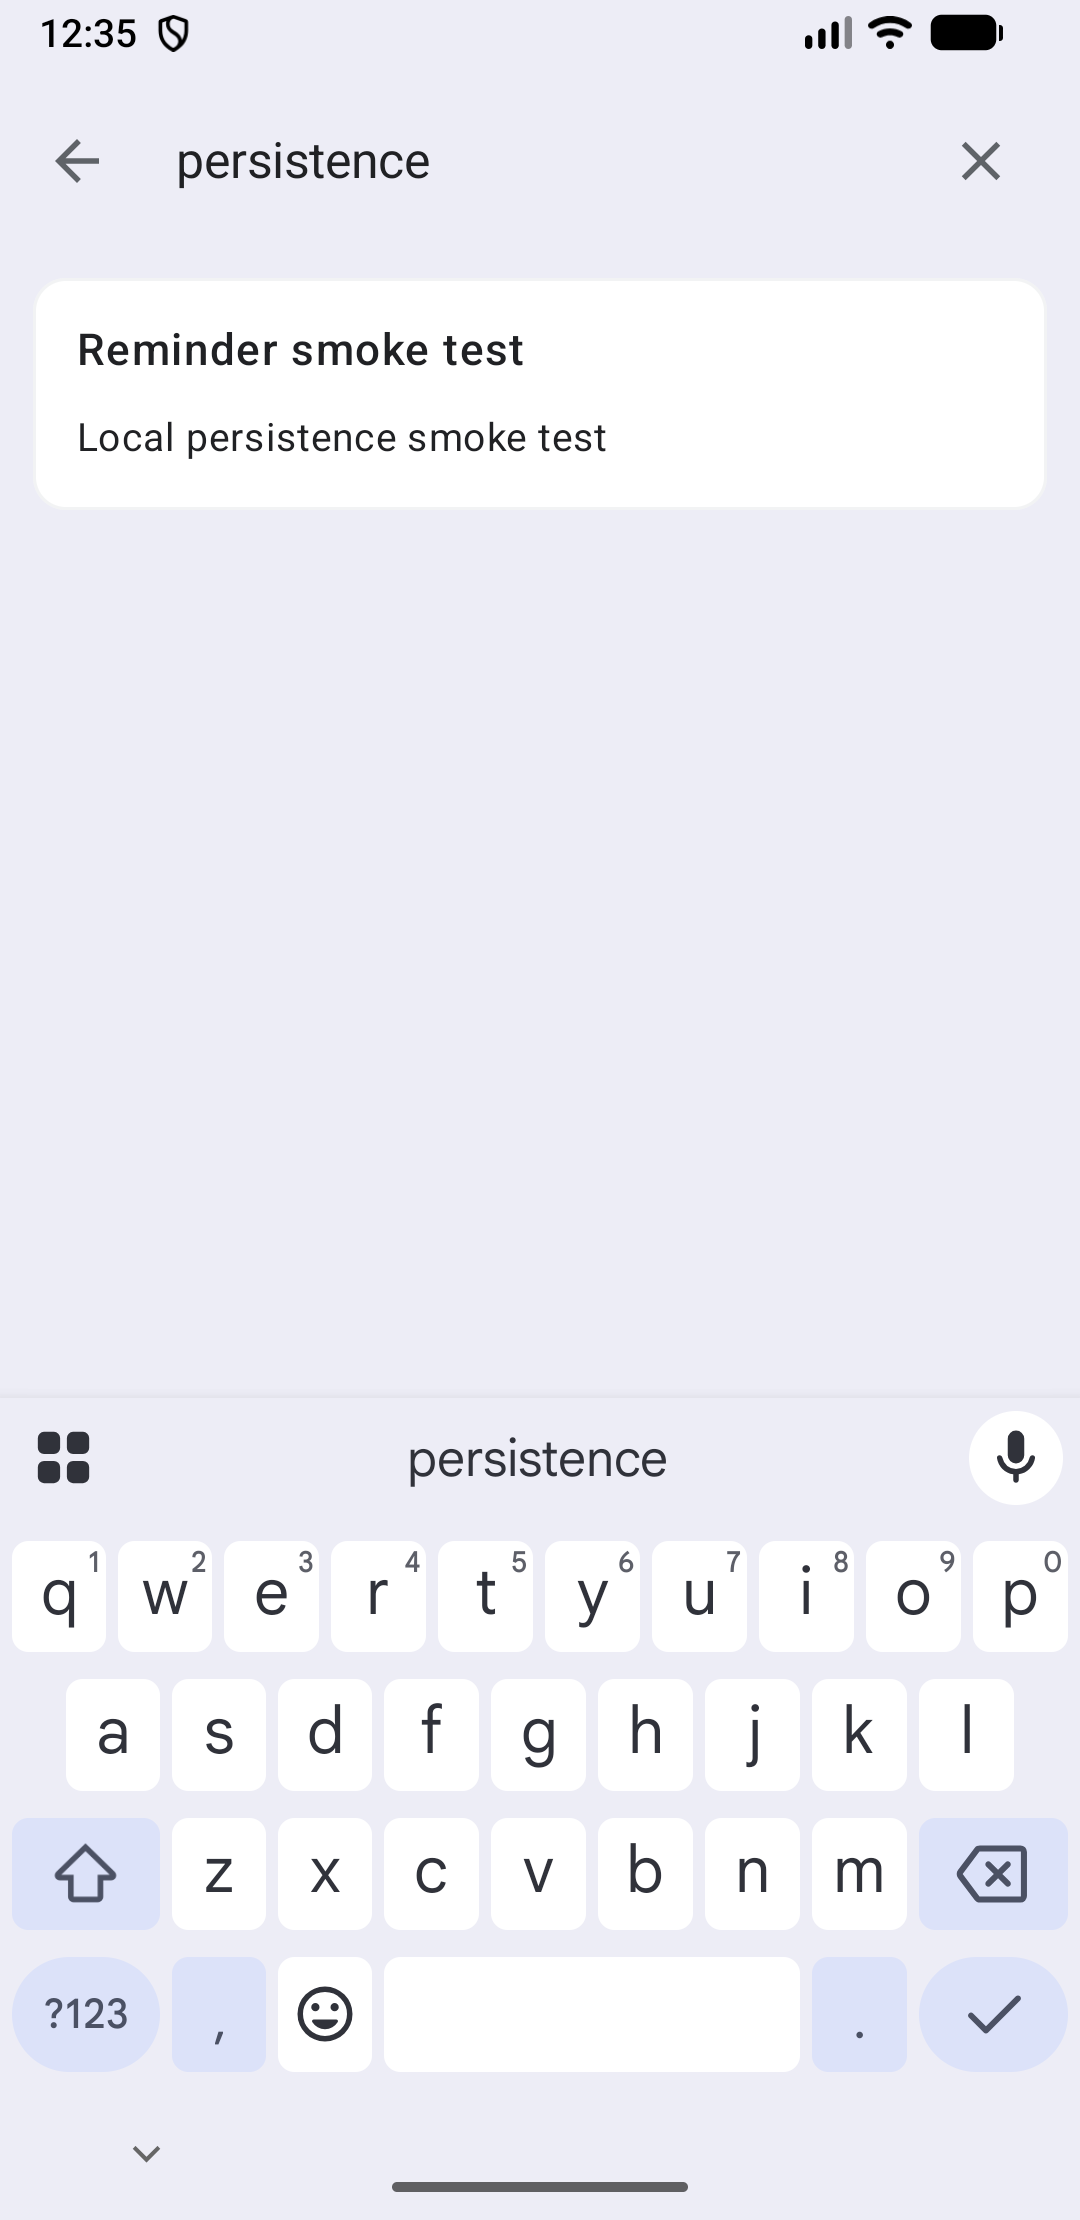 12:35
persistence
Reminder smoke test
Local persistence smoke test
persistence
q1 w2 e3 r4 t5 y6 u7 i8 o9 p0
a s d f g h j k l
z x c v b n m
?123 , .